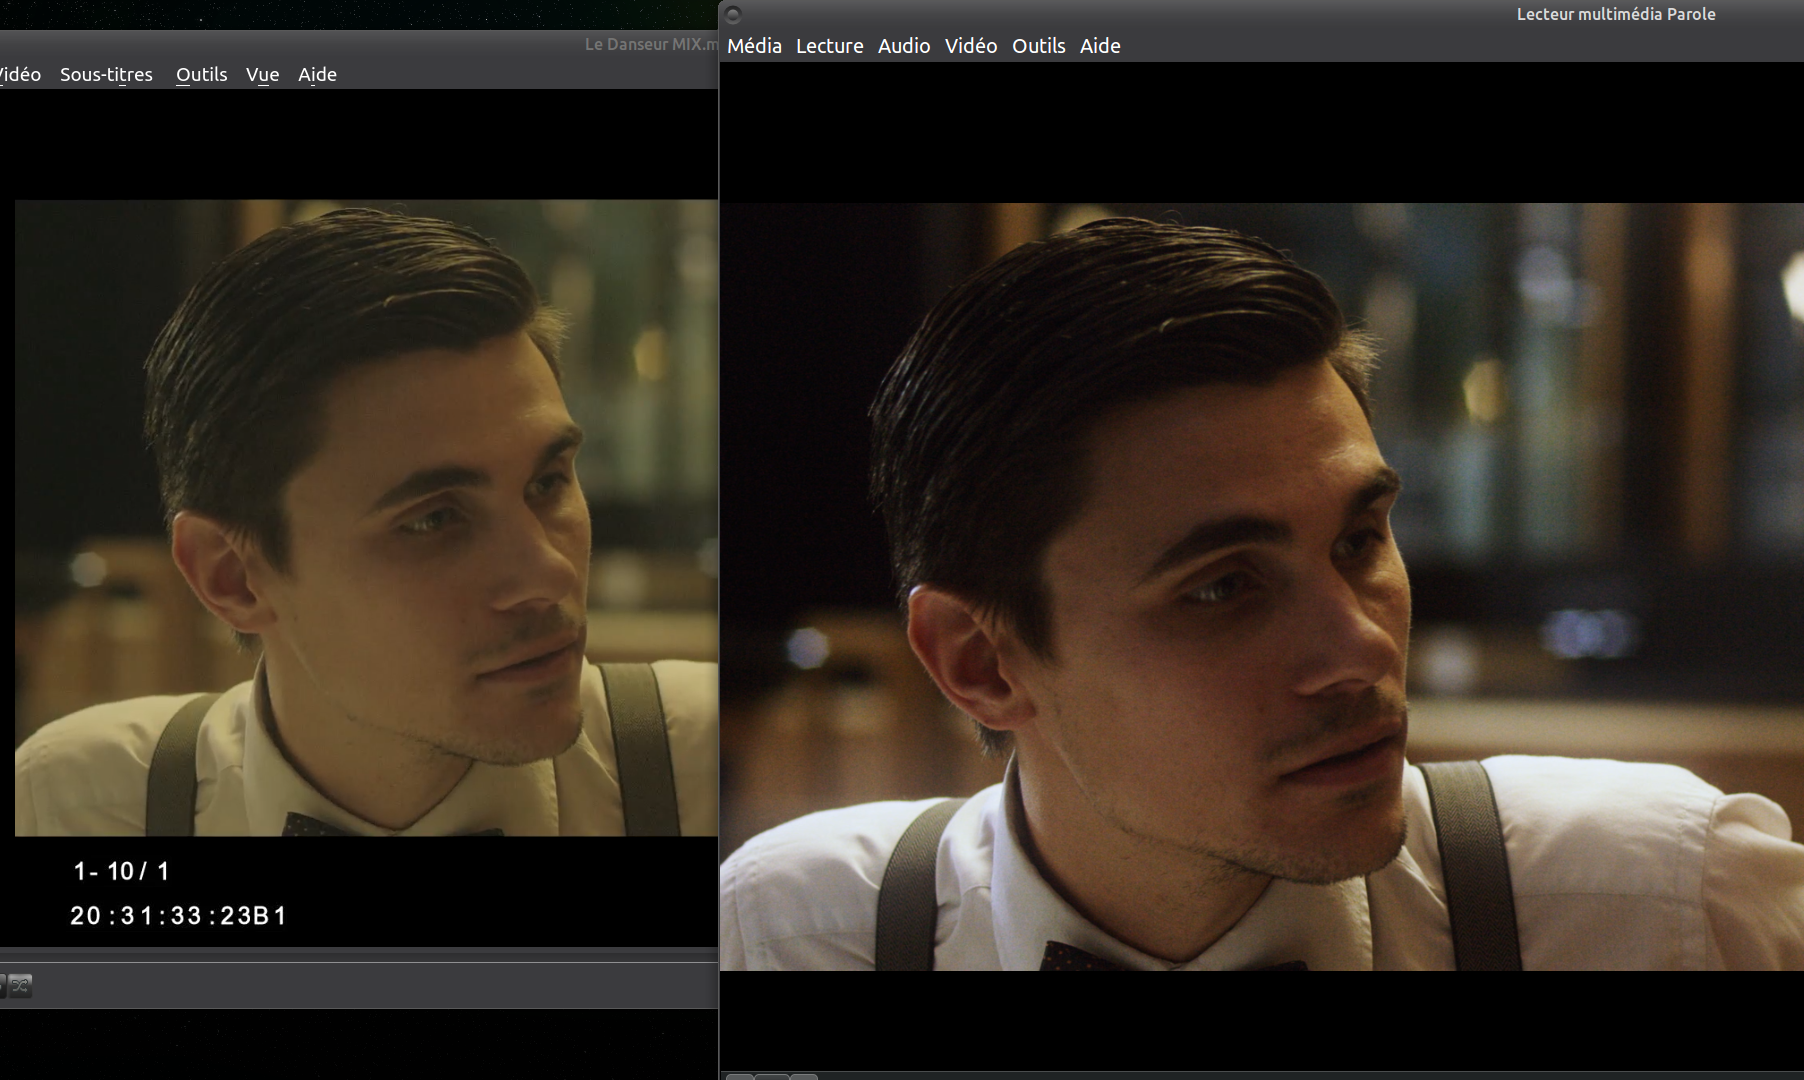 Le Danseur MIX.m
Vidéo Sous-titres Outils Vue Aide
1- 10/ 1
20:31:33:23B1
Lecteur multimédia Parole
Média Lecture Audio Vidéo Outils Aide